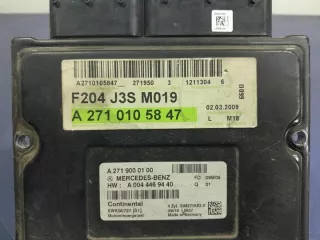 A2710105847 271950 3 1211304 6
F204 J3S M019
02.03.2009
A 271 010 58 47
L M18
A 271 900 01 00
MERCEDES-BENZ
HW: A 004 446 94 40 Q 01
Continental
Made in Germany